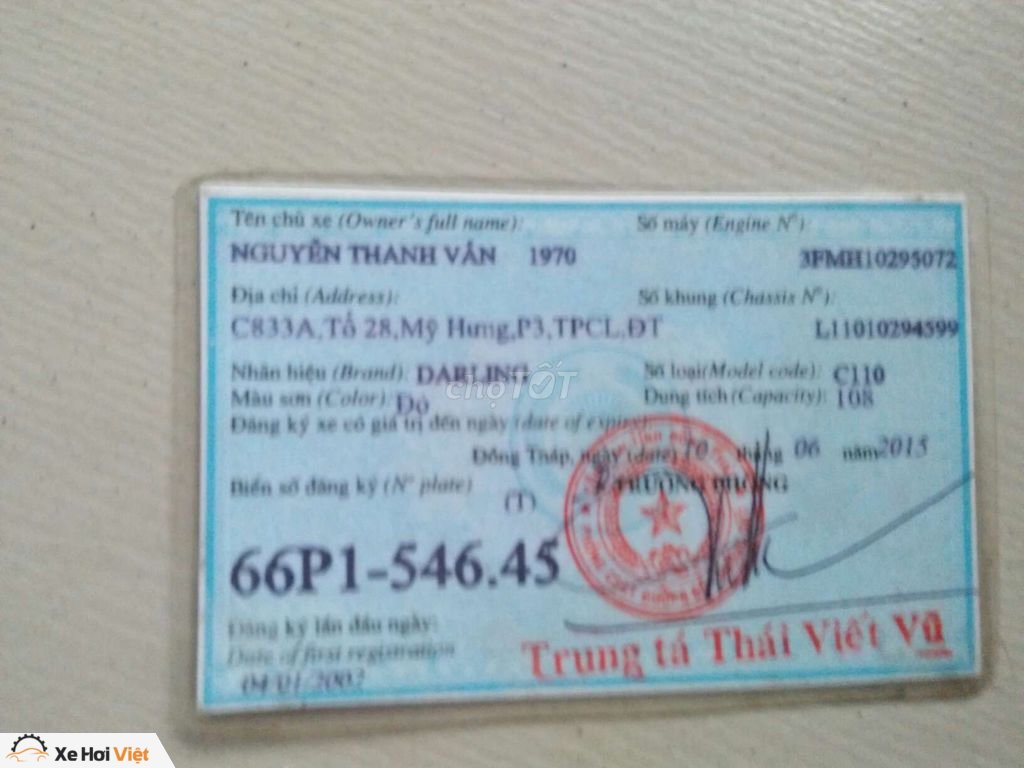 Tên chủ xe (Owner's full name):
NGUYỄN THANH VÂN 1970
Số máy (Engine N°):
3FMH10295072
Địa chỉ (Address):
C833A,Tổ 28,Mỹ Hưng,P3,TPCL,ĐT
Số khung (Chassis N°):
L11010294599
Nhãn hiệu (Brand): DARLING
Số loại(Model code): C110
Màu sơn (Color): Đỏ
Dung tích (Capacity): 108
Đăng ký xe có giá trị đến ngày (date of expiry):
Đồng Tháp, ngày (date) 10 tháng 06 năm 2015
Biển số đăng ký (N° plate)
TRƯỞNG PHÒNG
(T)
66P1-546.45
Đăng ký lần đầu ngày:
Date of first registration
04/01/2002
Trung tá Thái Viết Vũ
chợTỐT
Xe Hơi Việt